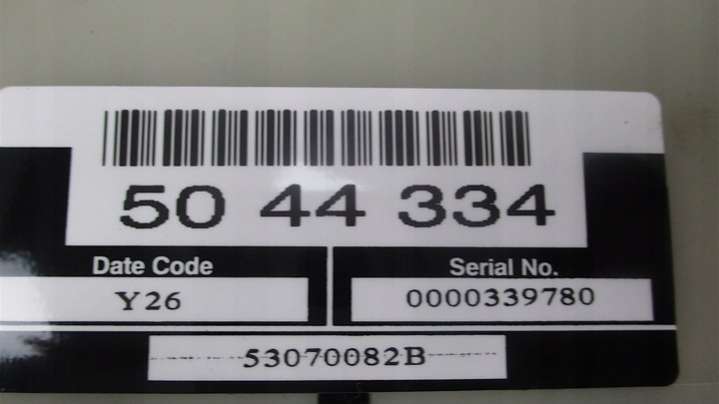 50 44 334
Date Code
Serial No.
Y26
0000339780
53070082B